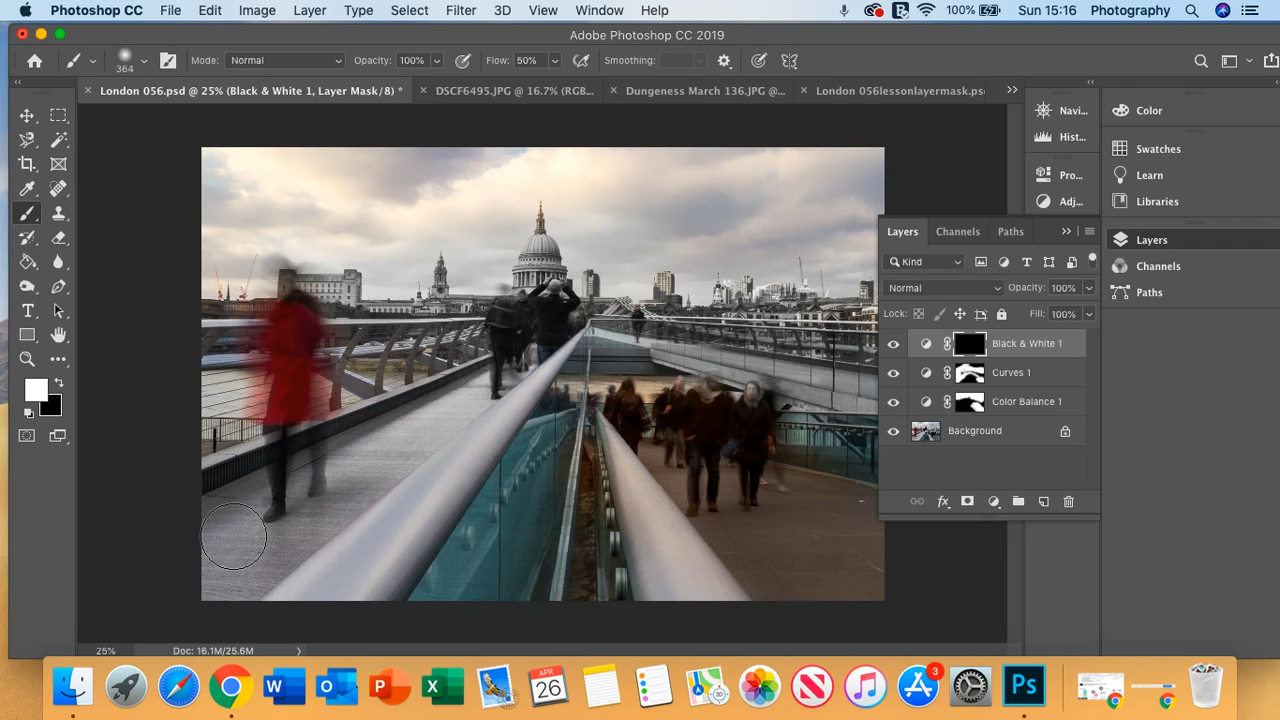 Photoshop CC File Edit Image Layer Type Select Filter 3D View Window Help 100% Sun 15:16 Photography
Adobe Photoshop CC 2019
364 Mode: Normal Opacity: 100% Flow: 50% Smoothing:
London 056.psd @ 25% (Black & White 1, Layer Mask/8) * DSCF6495.JPG @ 16.7% (RGB... Dungeness March 136.JPG @... London 056lessonlayermask.psd
Navi... Color
Hist...
Swatches
Pro... Learn
Adj... Libraries
Layers Channels Paths
Layers
Kind
Channels
Normal Opacity: 100%
Paths
Lock: Fill: 100%
Black & White 1
Curves 1
Color Balance 1
Background
fx
25% Doc: 16.1M/25.6M
W O P X APR 26 N 3 Ps